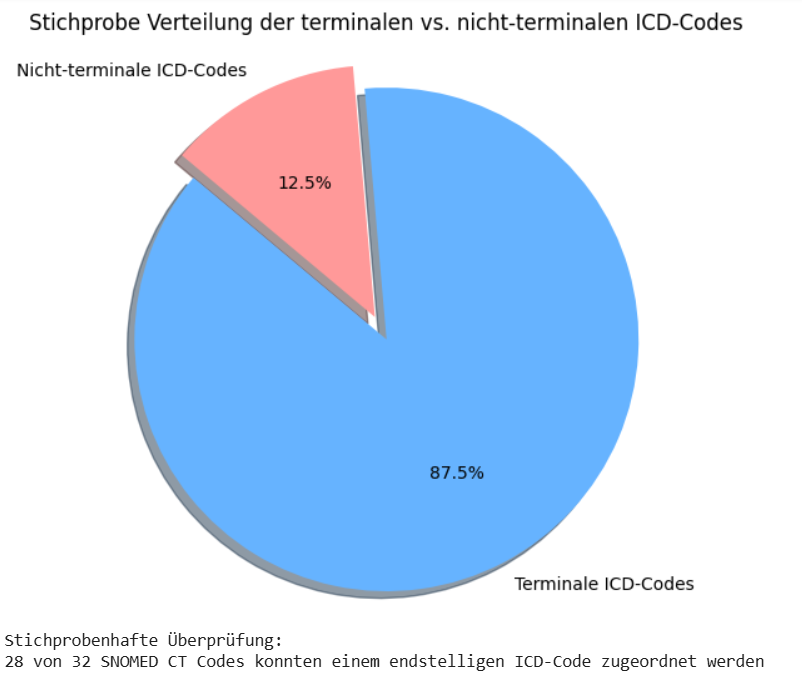 Stichprobe Verteilung der terminalen vs. nicht-terminalen ICD-Codes
Nicht-terminale ICD-Codes
12.5%
87.5%
Terminale ICD-Codes
Stichprobenhafte Überprüfung:
28 von 32 SNOMED CT Codes konnten einem endstelligen ICD-Code zugeordnet werden